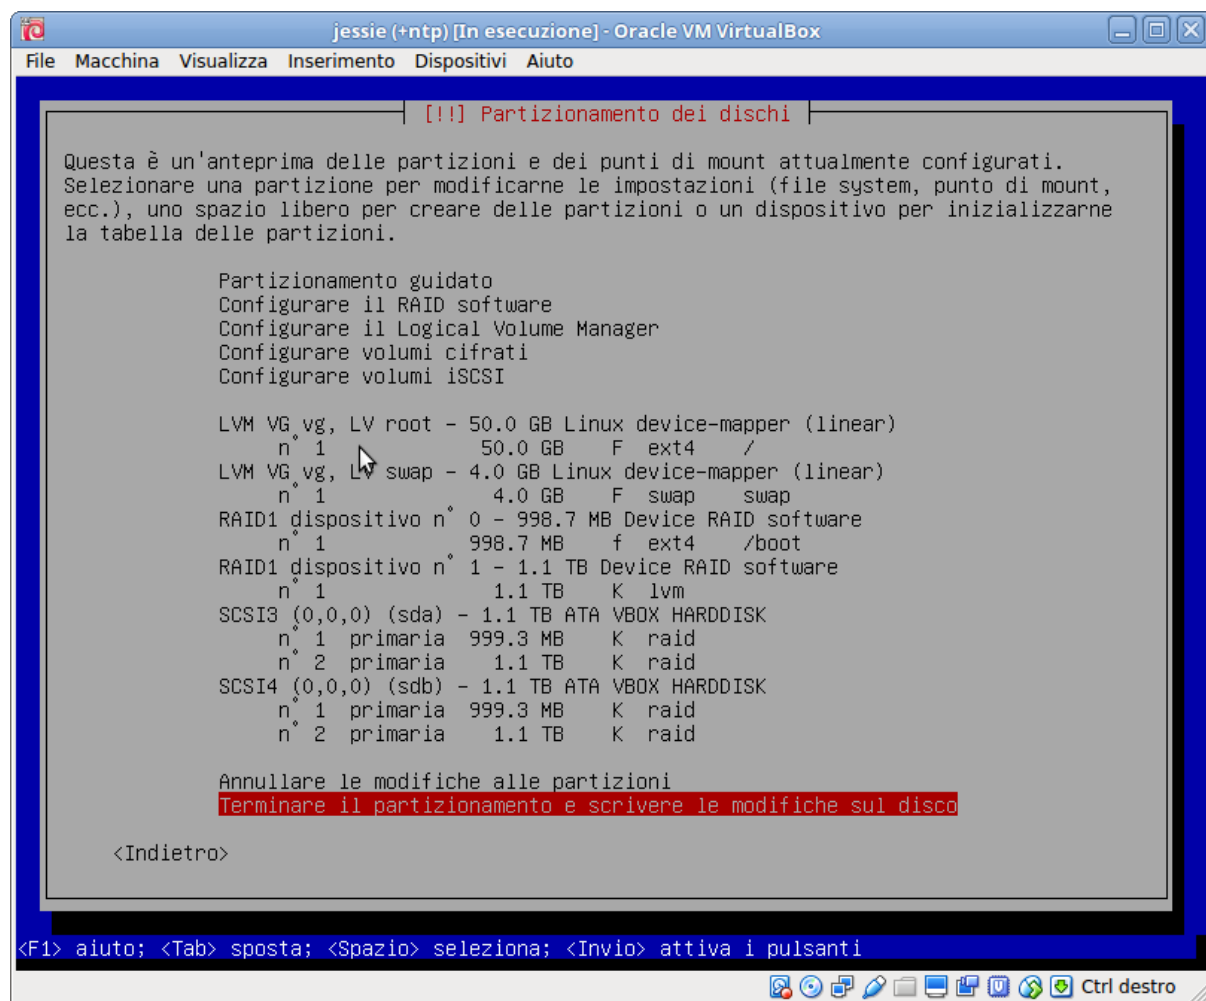 jessie (+ntp) [In esecuzione] - Oracle VM VirtualBox
File Macchina Visualizza Inserimento Dispositivi Aiuto
[!!] Partizionamento dei dischi
Questa è un'anteprima delle partizioni e dei punti di mount attualmente configurati.
Selezionare una partizione per modificarne le impostazioni (file system, punto di mount,
ecc.), uno spazio libero per creare delle partizioni o un dispositivo per inizializzarne
la tabella delle partizioni.
Partizionamento guidato
Configurare il RAID software
Configurare il Logical Volume Manager
Configurare volumi cifrati
Configurare volumi iSCSI
LVM VG vg, LV root - 50.0 GB Linux device-mapper (linear)
n° 1 50.0 GB F ext4 /
LVM VG vg, LV swap - 4.0 GB Linux device-mapper (linear)
n° 1 4.0 GB F swap swap
RAID1 dispositivo n° 0 - 998.7 MB Device RAID software
n° 1 998.7 MB f ext4 /boot
RAID1 dispositivo n° 1 - 1.1 TB Device RAID software
n° 1 1.1 TB K lvm
SCSI3 (0,0,0) (sda) - 1.1 TB ATA VBOX HARDDISK
n° 1 primaria 999.3 MB K raid
n° 2 primaria 1.1 TB K raid
SCSI4 (0,0,0) (sdb) - 1.1 TB ATA VBOX HARDDISK
n° 1 primaria 999.3 MB K raid
n° 2 primaria 1.1 TB K raid
Annullare le modifiche alle partizioni
Terminare il partizionamento e scrivere le modifiche sul disco
<Indietro>
<F1> aiuto; <Tab> sposta; <Spazio> seleziona; <Invio> attiva i pulsanti
Ctrl destro